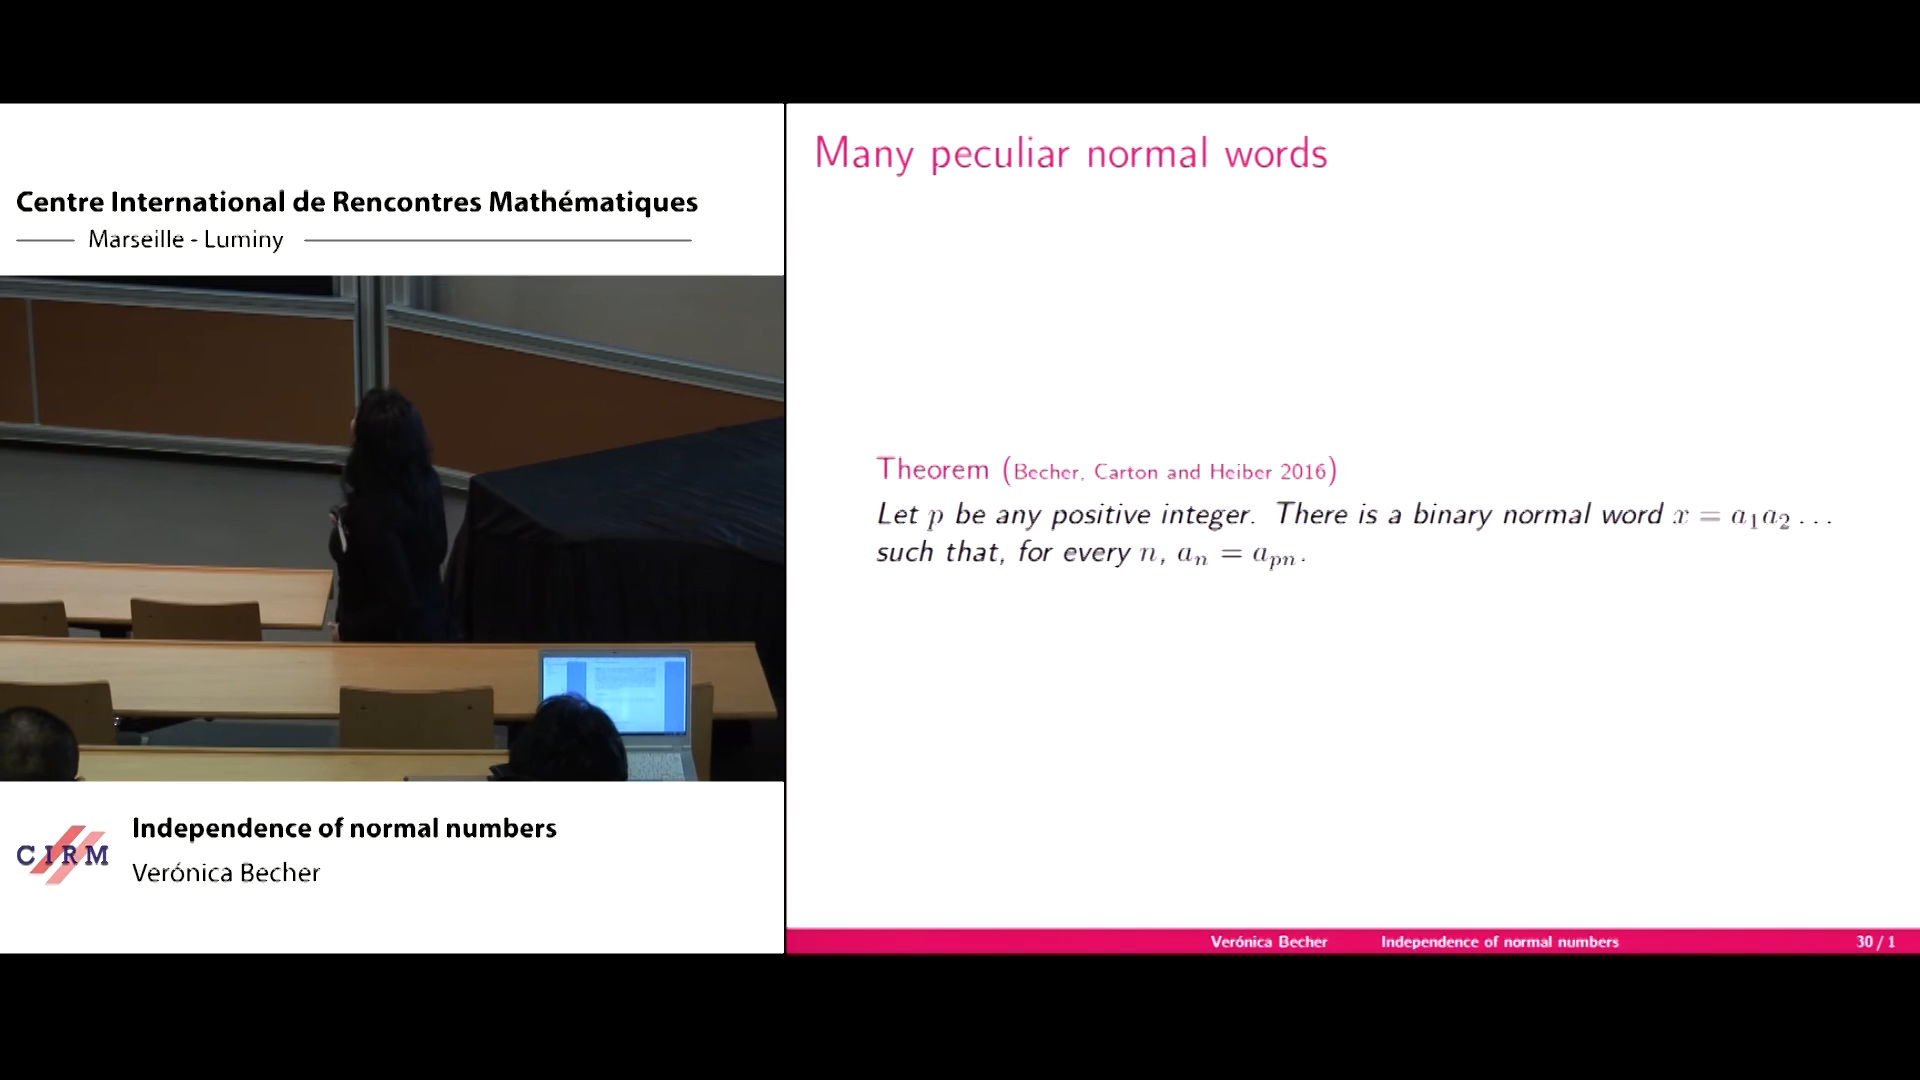 Centre International de Rencontres Mathématiques
Marseille - Luminy
CIRM
Independence of normal numbers
Verónica Becher
Many peculiar normal words
Theorem (Becher, Carton and Heiber 2016)
Let p be any positive integer. There is a binary normal word x = a₁a₂ ...
such that, for every n, aₙ = aₚₙ.
Verónica Becher Independence of normal numbers 30 / 1